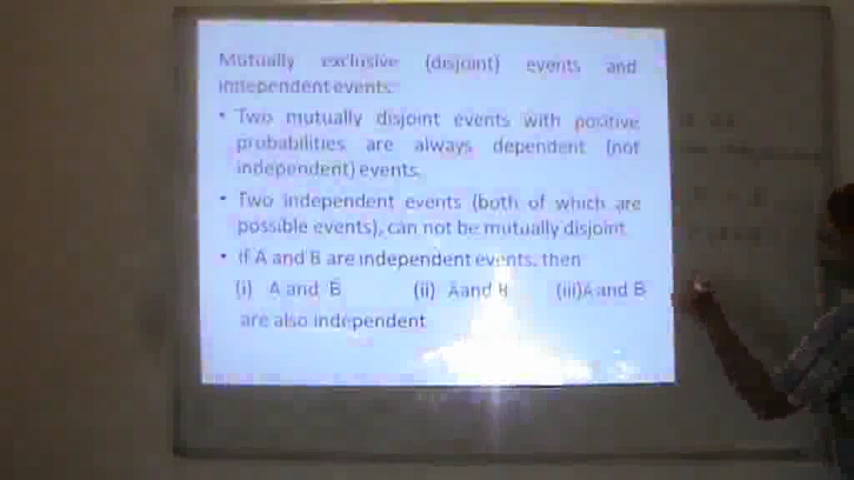 Mutually exclusive (disjoint) events and
independent events:
• Two mutually disjoint events with positive
probabilities are always dependent (not
independent) events.
• Two independent events (both of which are
possible events), can not be mutually disjoint.
• If A and B are independent events, then
(i) A and B̄ (ii) Ā and B (iii) Ā and B̄
are also independent